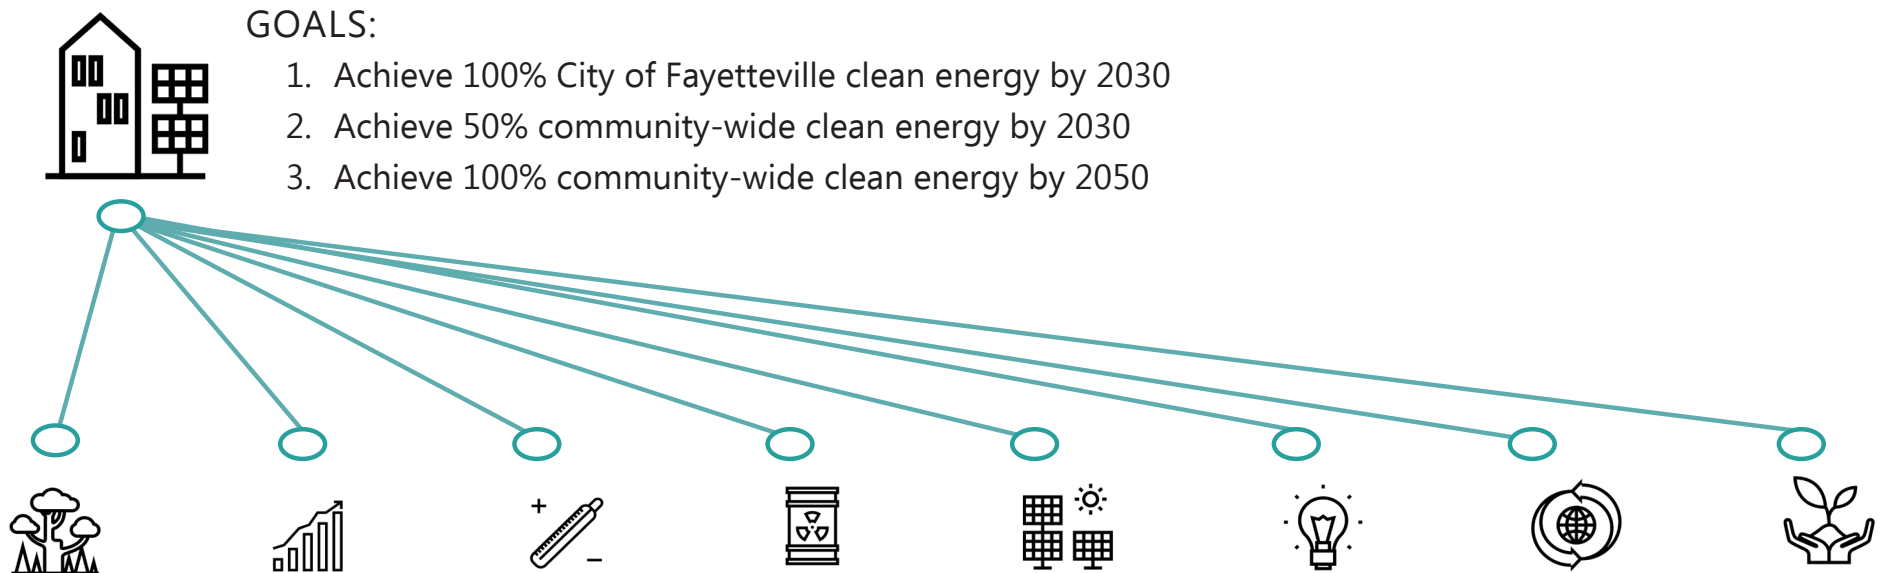 GOALS:
1. Achieve 100% City of Fayetteville clean energy by 2030
2. Achieve 50% community-wide clean energy by 2030
3. Achieve 100% community-wide clean energy by 2050